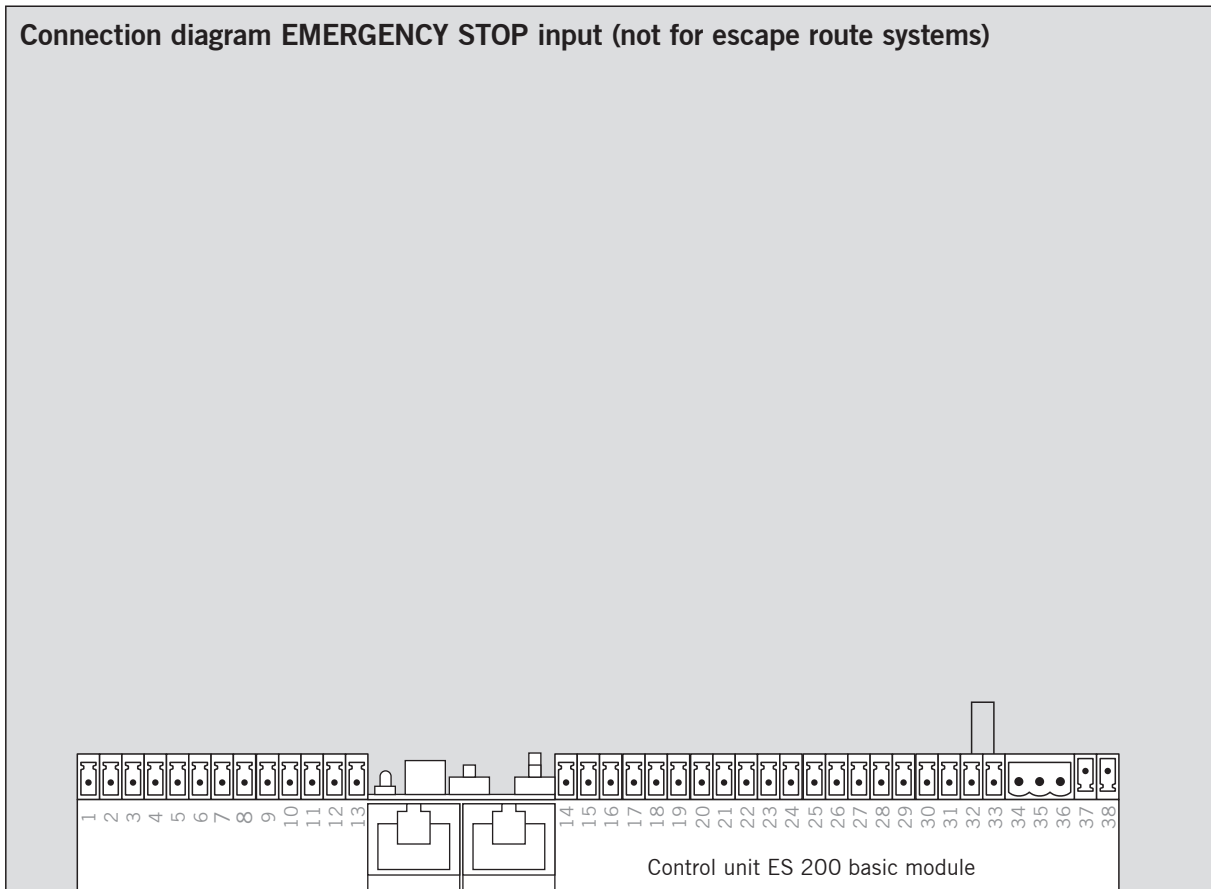 Connection diagram EMERGENCY STOP input (not for escape route systems)
1 2 3 4 5 6 7 8 9 10 11 12 13 14 15 16 17 18 19 20 21 22 23 24 25 26 27 28 29 30 31 32 33 34 35 36 37 38
Control unit ES 200 basic module